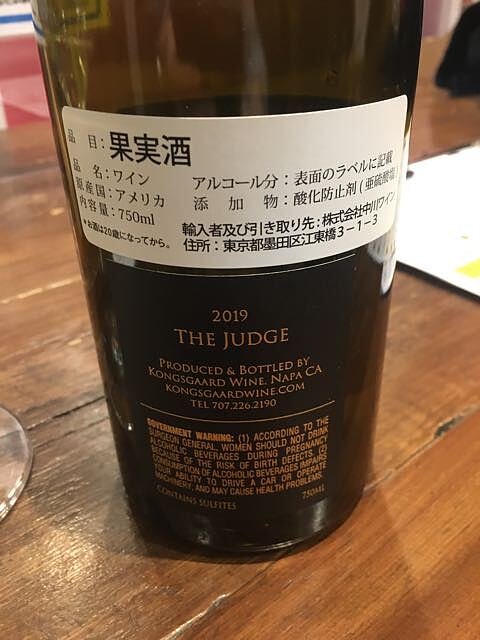 品　目：果実酒
品　名：ワイン
原産国：アメリカ
内容量：750ml
＊お酒は20歳になってから。
アルコール分：表面のラベルに記載
添　加　物：酸化防止剤(亜硫酸塩)
輸入者及び引き取り先：株式会社中川ワイン
住所：東京都墨田区江東橋3－1－3
2019
THE JUDGE
PRODUCED & BOTTLED BY
KONGSGAARD WINE, NAPA CA
KONGSGAARDWINE.COM
TEL 707.226.2190
GOVERNMENT WARNING: (1) ACCORDING TO THE
SURGEON GENERAL, WOMEN SHOULD NOT DRINK
ALCOHOLIC BEVERAGES DURING PREGNANCY
BECAUSE OF THE RISK OF BIRTH DEFECTS. (2)
CONSUMPTION OF ALCOHOLIC BEVERAGES IMPAIRS
YOUR ABILITY TO DRIVE A CAR OR OPERATE
MACHINERY, AND MAY CAUSE HEALTH PROBLEMS.
CONTAINS SULFITES
750ML